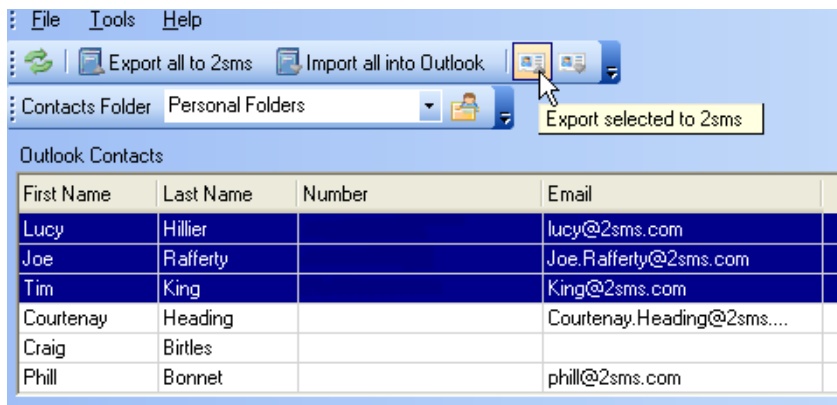 File Tools Help
Export all to 2sms Import all into Outlook
Contacts Folder Personal Folders
Export selected to 2sms
Outlook Contacts
First Name Last Name Number Email
Lucy Hillier lucy@2sms.com
Joe Rafferty Joe.Rafferty@2sms.com
Tim King King@2sms.com
Courtenay Heading Courtenay.Heading@2sms....
Craig Birtles
Phill Bonnet phill@2sms.com